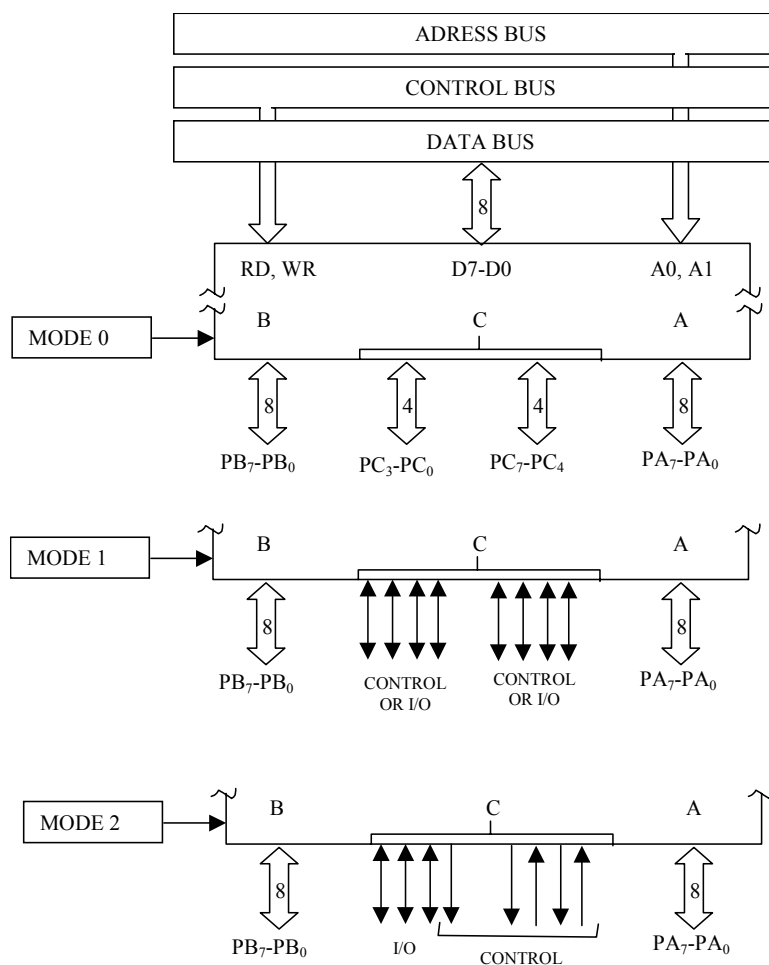 ADRESS BUS
CONTROL BUS
DATA BUS
8
RD, WR D7-D0 A0, A1
B C A
MODE 0
8 4 4 8
PB₇-PB₀ PC₃-PC₀ PC₇-PC₄ PA₇-PA₀
B C A
MODE 1
8 8
PB₇-PB₀ CONTROL OR I/O CONTROL OR I/O PA₇-PA₀
B C A
MODE 2
8 8
PB₇-PB₀ I/O CONTROL PA₇-PA₀